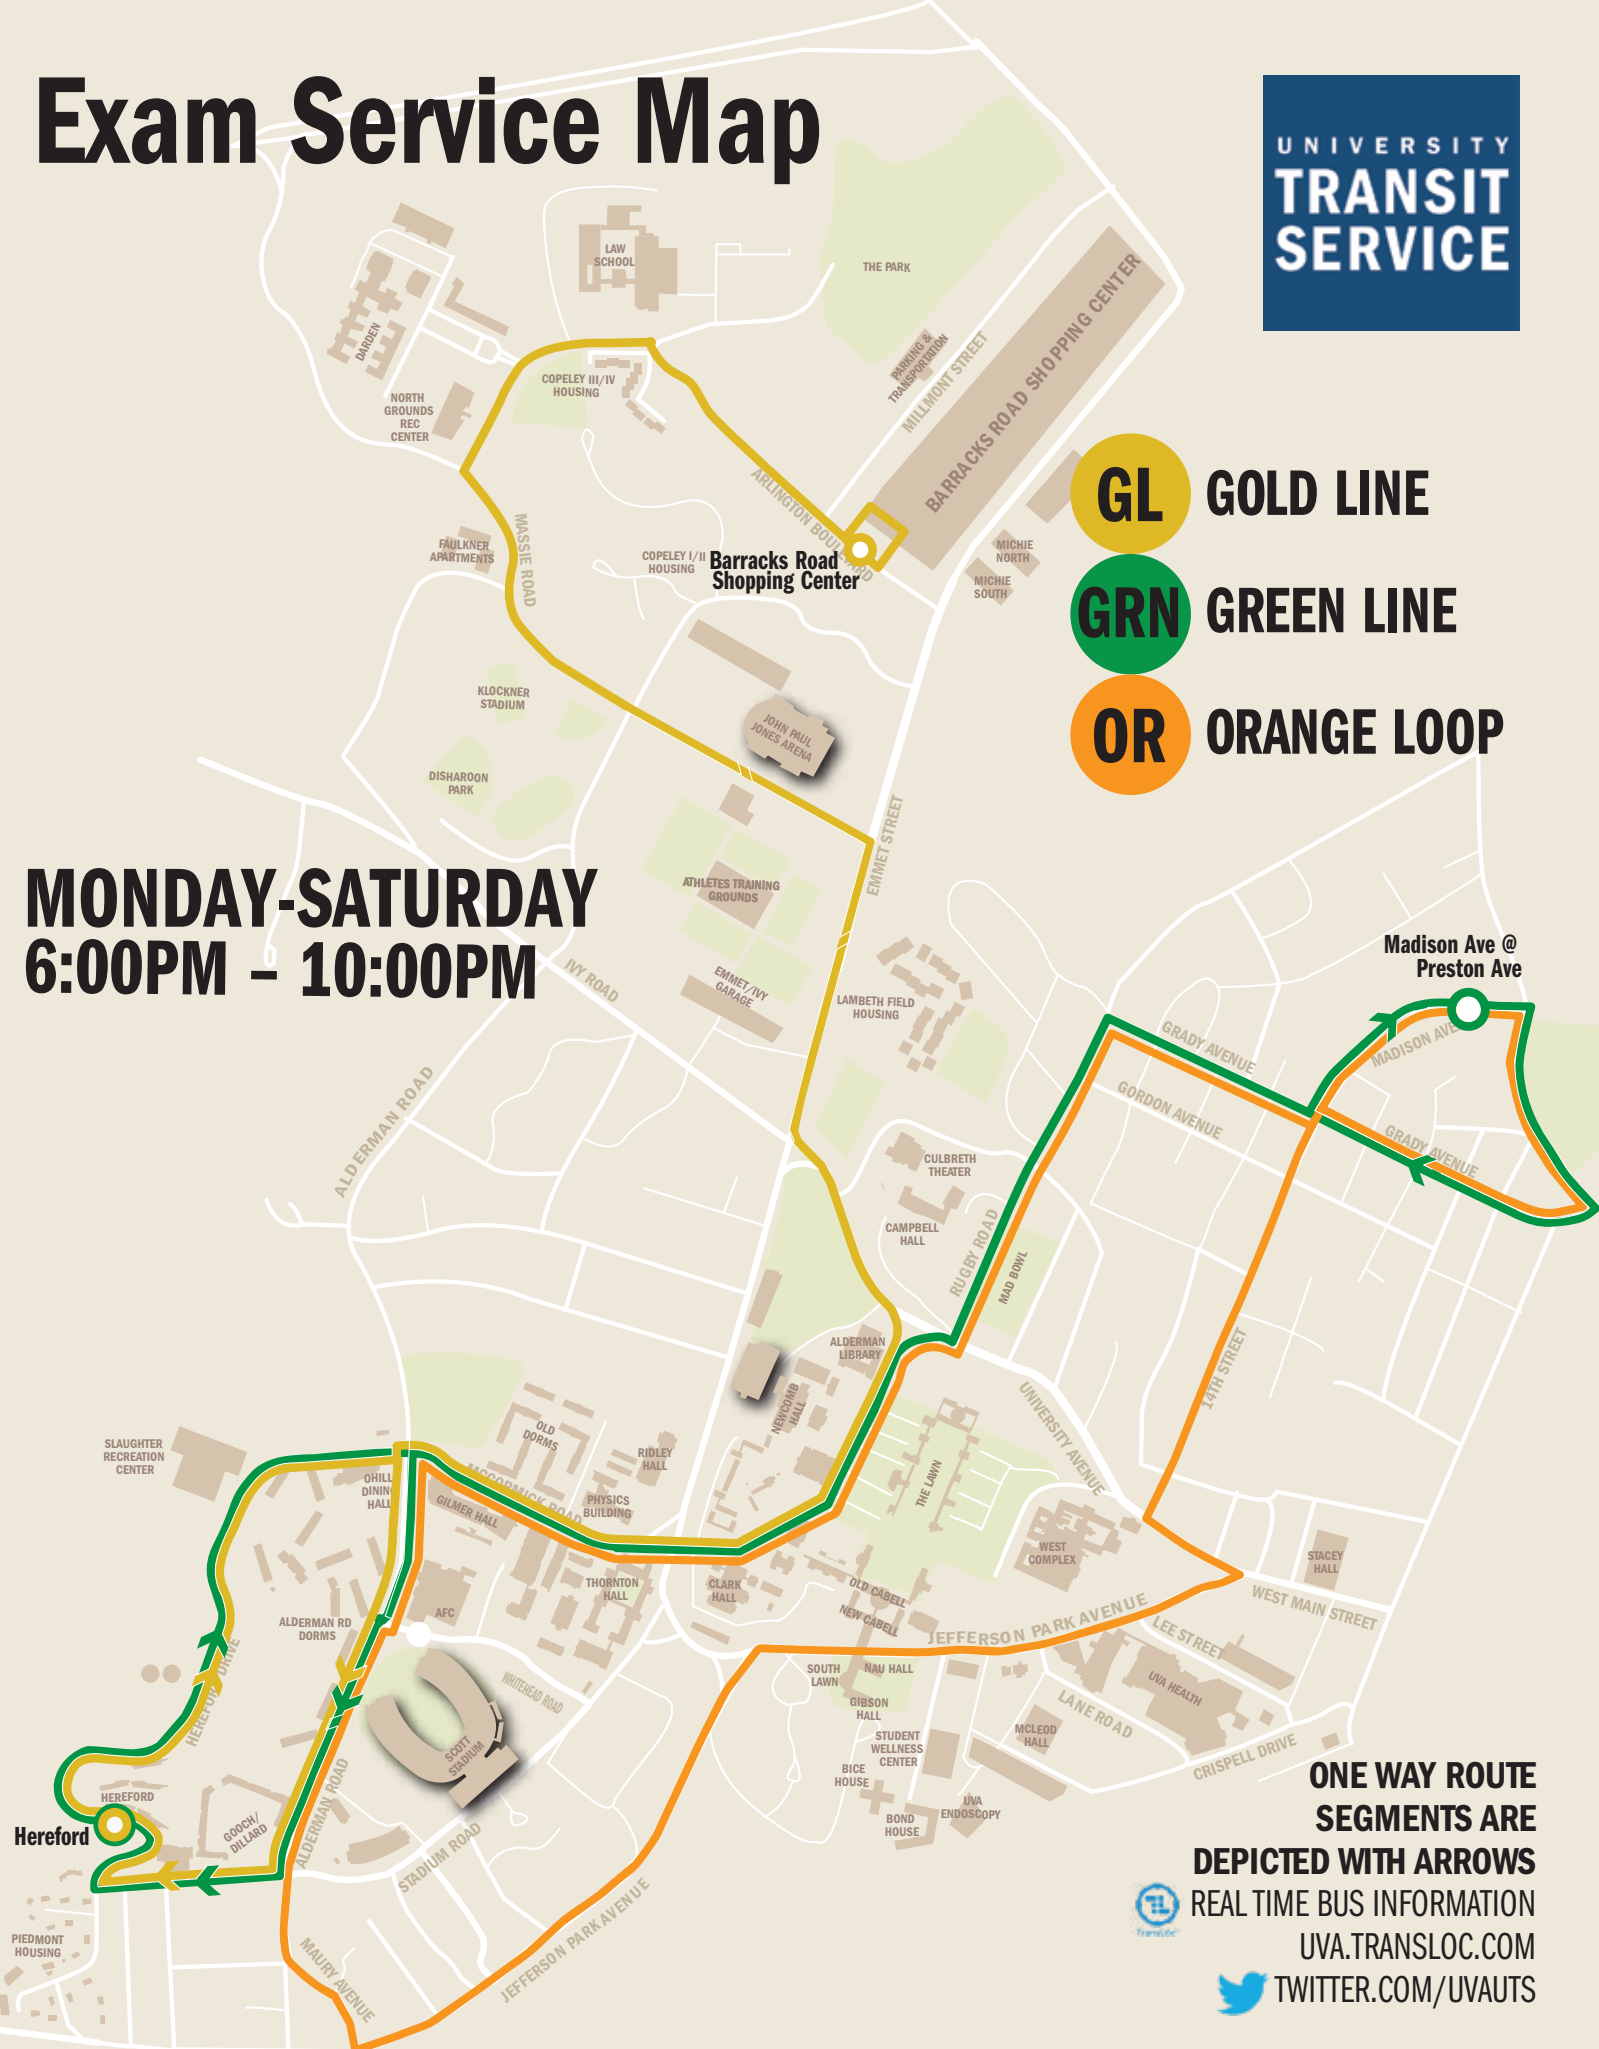 Exam Service Map
UNIVERSITY
TRANSIT
SERVICE
LAW
SCHOOL
THE PARK
DARDEN
COPELEY III/IV
HOUSING
NORTH
GROUNDS
REC
CENTER
PARKING &
TRANSPORTATION
MILLMONT STREET
BARRACKS ROAD SHOPPING CENTER
GL GOLD LINE
GRN GREEN LINE
OR ORANGE LOOP
ARLINGTON BOULEVARD
MASSIE ROAD
FAULKNER
APARTMENTS
COPELEY I/II
HOUSING
Barracks Road
Shopping Center
MICHIE
NORTH
MICHIE
SOUTH
KLOCKNER
STADIUM
JOHN PAUL
JONES ARENA
DISHAROON
PARK
EMMET STREET
MONDAY-SATURDAY
6:00PM – 10:00PM
ATHLETES TRAINING
GROUNDS
IVY ROAD
EMMET/IVY
GARAGE
LAMBETH FIELD
HOUSING
Madison Ave @
Preston Ave
MADISON AVE
GRADY AVENUE
GORDON AVENUE
GRADY AVENUE
ALDERMAN ROAD
CULBRETH
THEATER
CAMPBELL
HALL
RUGBY ROAD
MAD BOWL
ALDERMAN
LIBRARY
14TH STREET
UNIVERSITY AVENUE
NEWCOMB
HALL
OLD
DORMS
RIDLEY
HALL
SLAUGHTER
RECREATION
CENTER
OHILL
DINING
HALL
MCCORMICK ROAD
GILMER HALL
PHYSICS
BUILDING
THE LAWN
WEST
COMPLEX
STACEY
HALL
THORNTON
HALL
CLARK
HALL
OLD CABELL
NEW CABELL
AFC
ALDERMAN RD
DORMS
JEFFERSON PARK AVENUE
WEST MAIN STREET
LEE STREET
HEREFORD DRIVE
WHITEHEAD ROAD
SOUTH
LAWN
NAU HALL
GIBSON
HALL
UVA HEALTH
LANE ROAD
MCLEOD
HALL
CRISPELL DRIVE
SCOTT
STADIUM
STUDENT
WELLNESS
CENTER
BICE
HOUSE
BOND
HOUSE
UVA
ENDOSCOPY
HEREFORD
Hereford
GOOCH/
DILLARD
ALDERMAN ROAD
STADIUM ROAD
JEFFERSON PARK AVENUE
MAURY AVENUE
PIEDMONT
HOUSING
ONE WAY ROUTE
SEGMENTS ARE
DEPICTED WITH ARROWS
REAL TIME BUS INFORMATION
TransLoc
UVA.TRANSLOC.COM
TWITTER.COM/UVAUTS